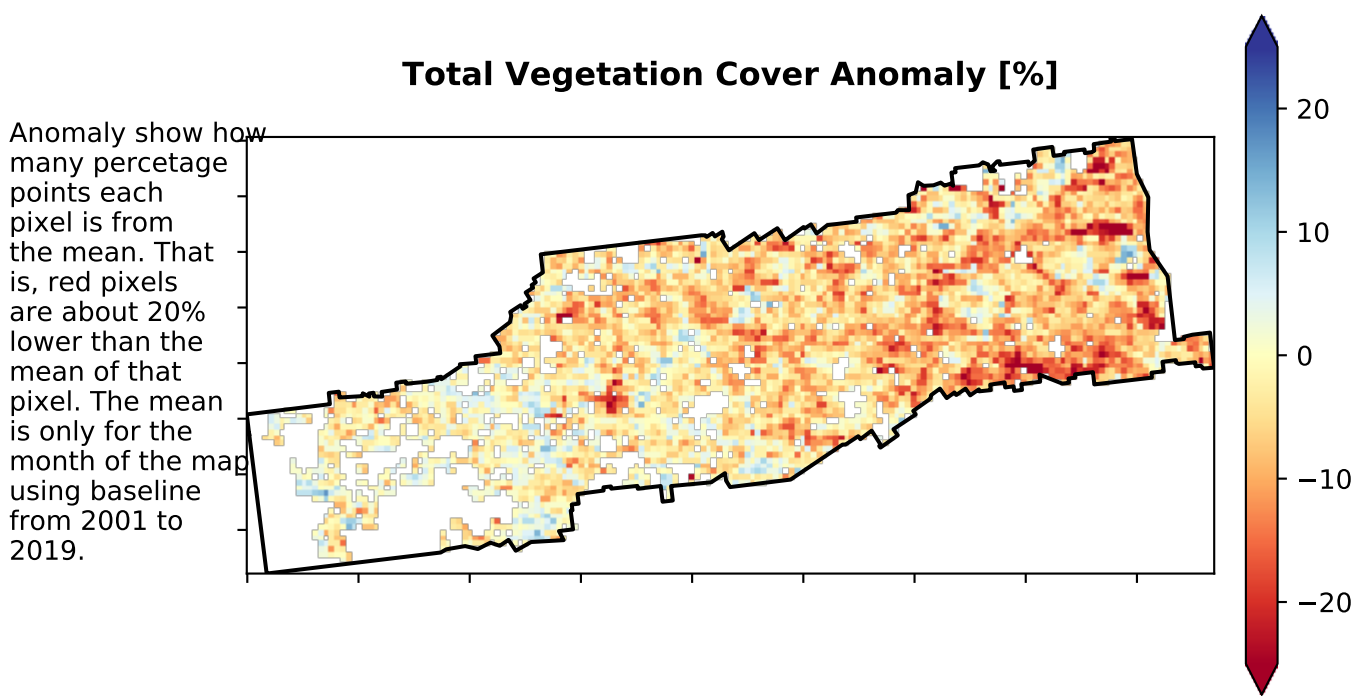 Total Vegetation Cover Anomaly [%]
Anomaly show how
many percetage
points each
pixel is from
the mean. That
is, red pixels
are about 20%
lower than the
mean of that
pixel. The mean
is only for the
month of the map
using baseline
from 2001 to
2019.
20
10
0
−10
−20